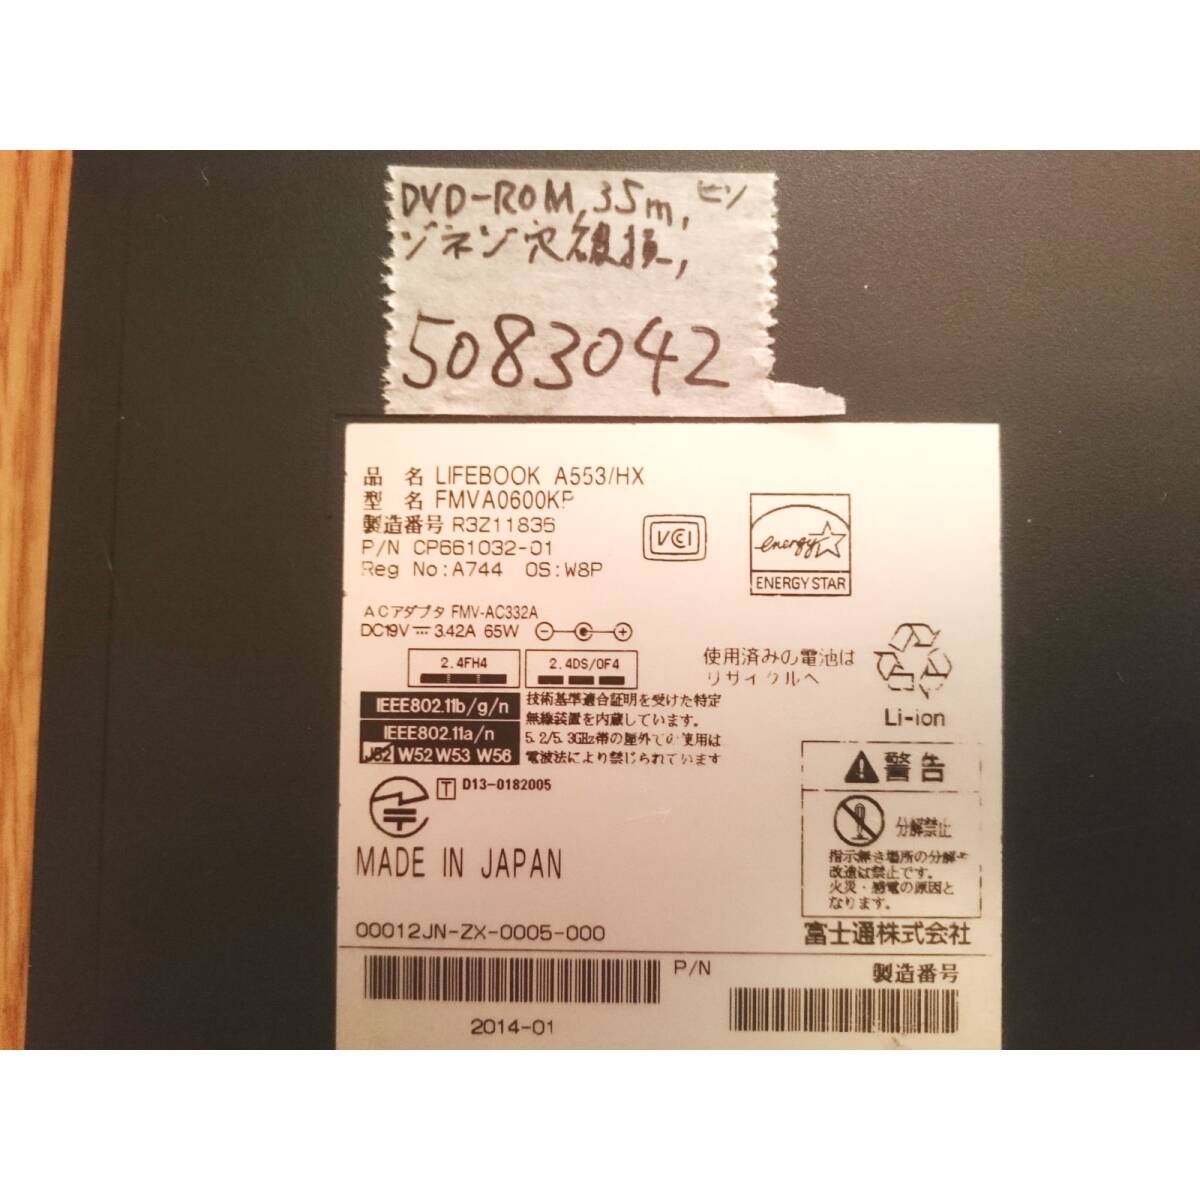 DVD-ROM, 35m, ヒン
ジネジ穴破損,
5083042
品 名 LIFEBOOK A553/HX
型 名 FMVA0600KP
製造番号 R3Z11835
P/N CP661032-01
Reg No:A744 OS:W8P
VCCI
energy
ENERGY STAR
ACアダプタ FMV-AC332A
DC19V 3.42A 65W
2.4FH4
2.4DS/OF4
IEEE802.11b/g/n
IEEE802.11a/n
J52 W52 W53 W56
技術基準適合証明を受けた特定
無線装置を内蔵しています。
5.2/5.3GHz帯の屋外での使用は
電波法により禁じられています
使用済みの電池は
リサイクルへ
Li-ion
T D13-0182005
警告
分解禁止
指示無き場所の分解や
改造は禁止です。
火災・感電の原因と
なります。
MADE IN JAPAN
00012JN-ZX-0005-000
富士通株式会社
P/N
製造番号
2014-01